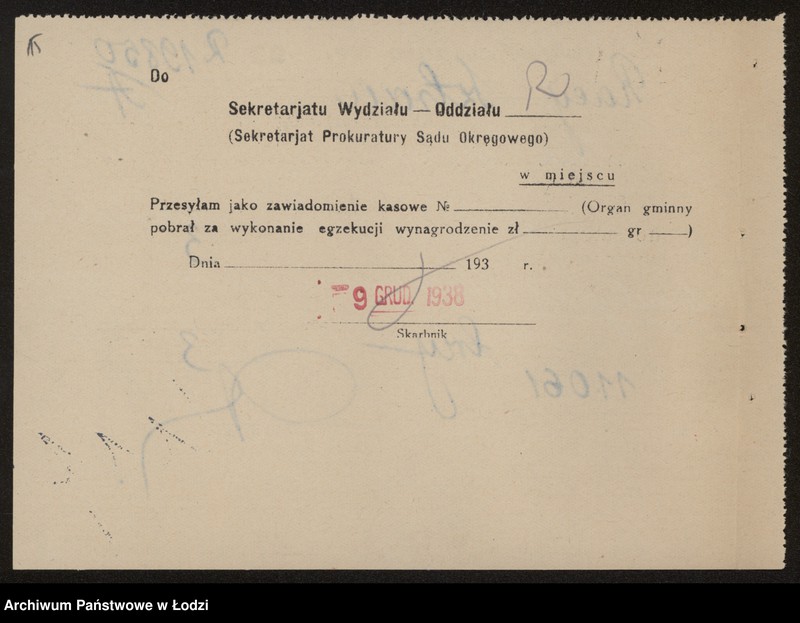 Do
Sekretarjatu Wydziału — Oddziału R
(Sekretarjat Prokuratury Sądu Okręgowego)
w miejscu
Przesyłam jako zawiadomienie kasowe № (Organ gminny
pobrał za wykonanie egzekucji wynagrodzenie zł gr )
Dnia 193 r.
9 GRUD. 1938
Skarbnik
Archiwum Państwowe w Łodzi